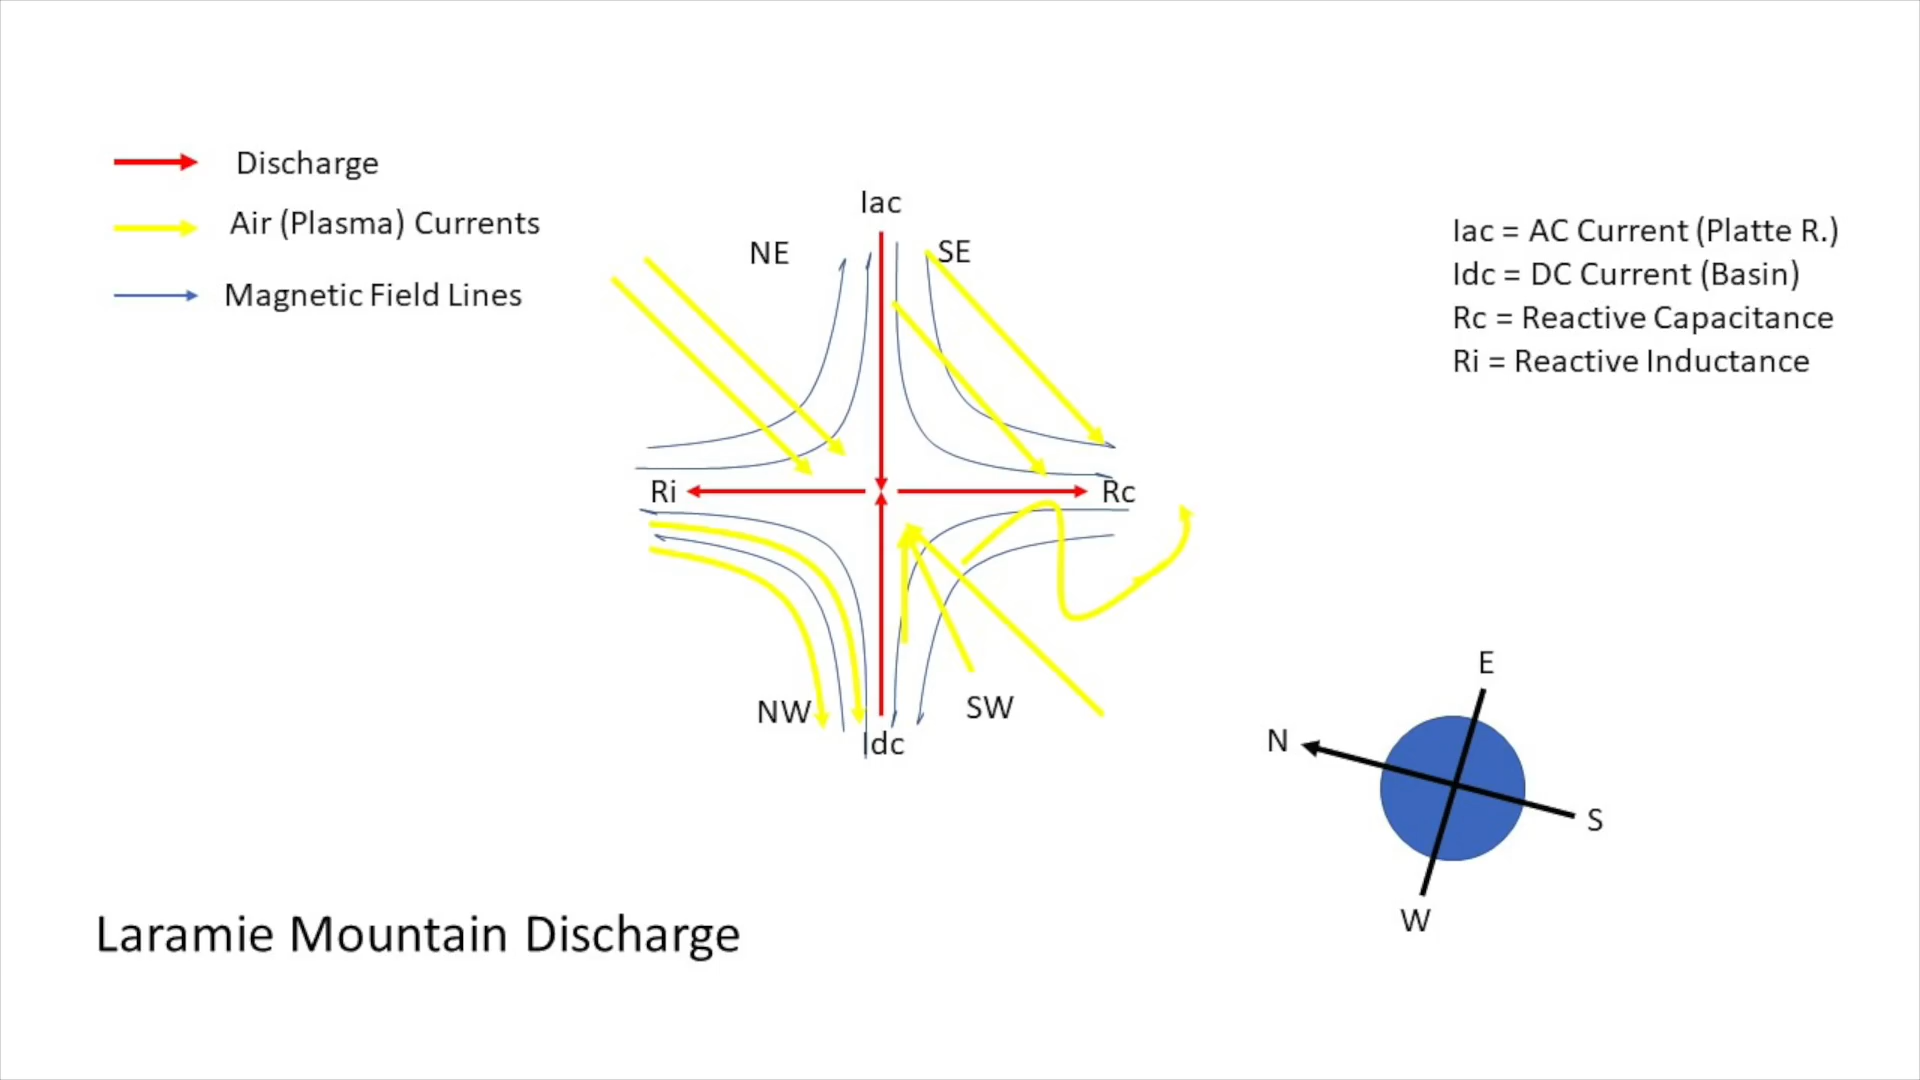 Discharge
Air (Plasma) Currents
Magnetic Field Lines
Iac
NE
SE
Ri
Rc
NW
SW
Idc
Iac = AC Current (Platte R.)
Idc = DC Current (Basin)
Rc = Reactive Capacitance
Ri = Reactive Inductance
E
N
S
W
Laramie Mountain Discharge